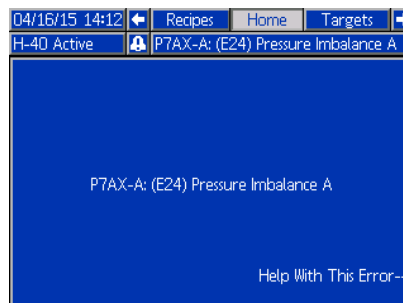 04/16/15 14:12 Recipes Home Targets
H-40 Active P7AX-A: (E24) Pressure Imbalance A
P7AX-A: (E24) Pressure Imbalance A
Help With This Error--